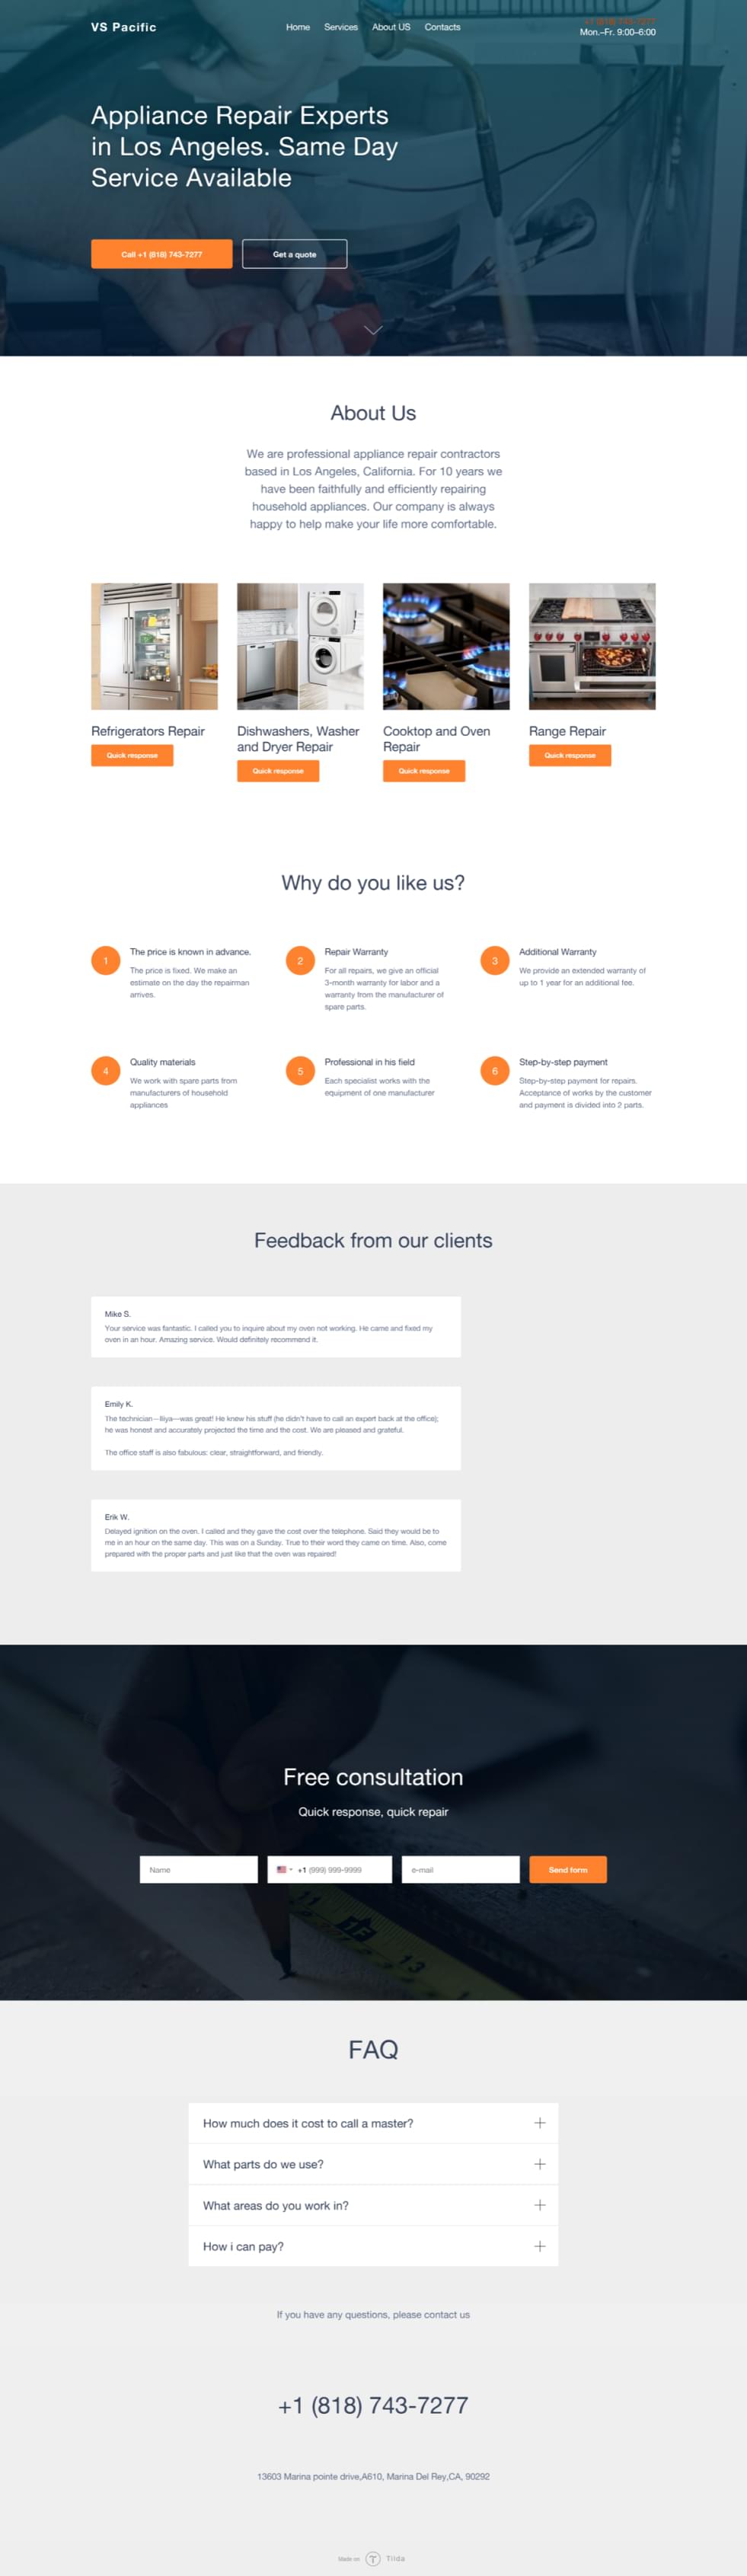 VS Pacific
Home Services About US Contacts
+1 (818) 743-7277
Mon.–Fr. 9:00–6:00
Appliance Repair Experts
in Los Angeles. Same Day
Service Available
Call +1 (818) 743-7277
Get a quote
About Us
We are professional appliance repair contractors
based in Los Angeles, California. For 10 years we
have been faithfully and efficiently repairing
household appliances. Our company is always
happy to help make your life more comfortable.
Refrigerators Repair
Quick response
Dishwashers, Washer
and Dryer Repair
Quick response
Cooktop and Oven
Repair
Quick response
Range Repair
Quick response
Why do you like us?
1
The price is known in advance.
The price is fixed. We make an
estimate on the day the repairman
arrives.
2
Repair Warranty
For all repairs, we give an official
3-month warranty for labor and a
warranty from the manufacturer of
spare parts.
3
Additional Warranty
We provide an extended warranty of
up to 1 year for an additional fee.
4
Quality materials
We work with spare parts from
manufacturers of household
appliances
5
Professional in his field
Each specialist works with the
equipment of one manufacturer
6
Step-by-step payment
Step-by-step payment for repairs.
Acceptance of works by the customer
and payment is divided into 2 parts.
Feedback from our clients
Mike S.
Your service was fantastic. I called you to inquire about my oven not working. He came and fixed my
oven in an hour. Amazing service. Would definitely recommend it.
Emily K.
The technician—Iliya—was great! He knew his stuff (he didn't have to call an expert back at the office);
he was honest and accurately projected the time and the cost. We are pleased and grateful.
The office staff is also fabulous: clear, straightforward, and friendly.
Erik W.
Delayed ignition on the oven. I called and they gave the cost over the telephone. Said they would be to
me in an hour on the same day. This was on a Sunday. True to their word they came on time. Also, come
prepared with the proper parts and just like that the oven was repaired!
Free consultation
Quick response, quick repair
Name
+1 (999) 999-9999
e-mail
Send form
11
13
FAQ
How much does it cost to call a master?
What parts do we use?
What areas do you work in?
How i can pay?
If you have any questions, please contact us
+1 (818) 743-7277
13603 Marina pointe drive,A610, Marina Del Rey,CA, 90292
Made on Tilda